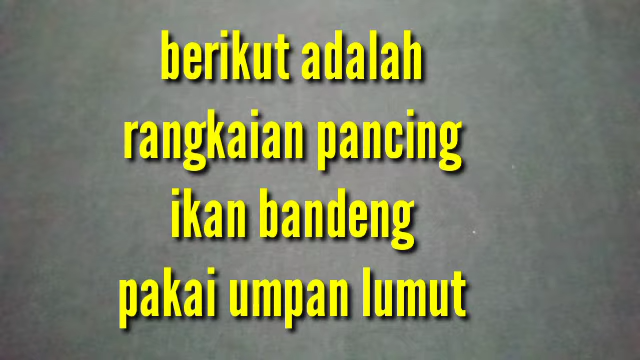 berikut adalah
rangkaian pancing
ikan bandeng
pakai umpan lumut